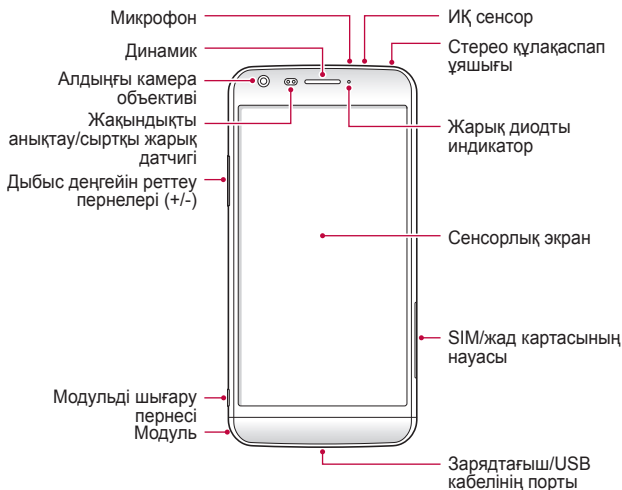 Микрофон
Динамик
Алдыңғы камера
объективі
Жақындықты
анықтау/сыртқы жарық
датчигі
Дыбыс деңгейін реттеу
пернелері (+/-)
Модульді шығару
пернесі
Модуль
ИҚ сенсор
Стерео құлақаспап
ұяшығы
Жарық диодты
индикатор
Сенсорлық экран
SIM/жад картасының
науасы
Зарядтағыш/USB
кабелінің порты